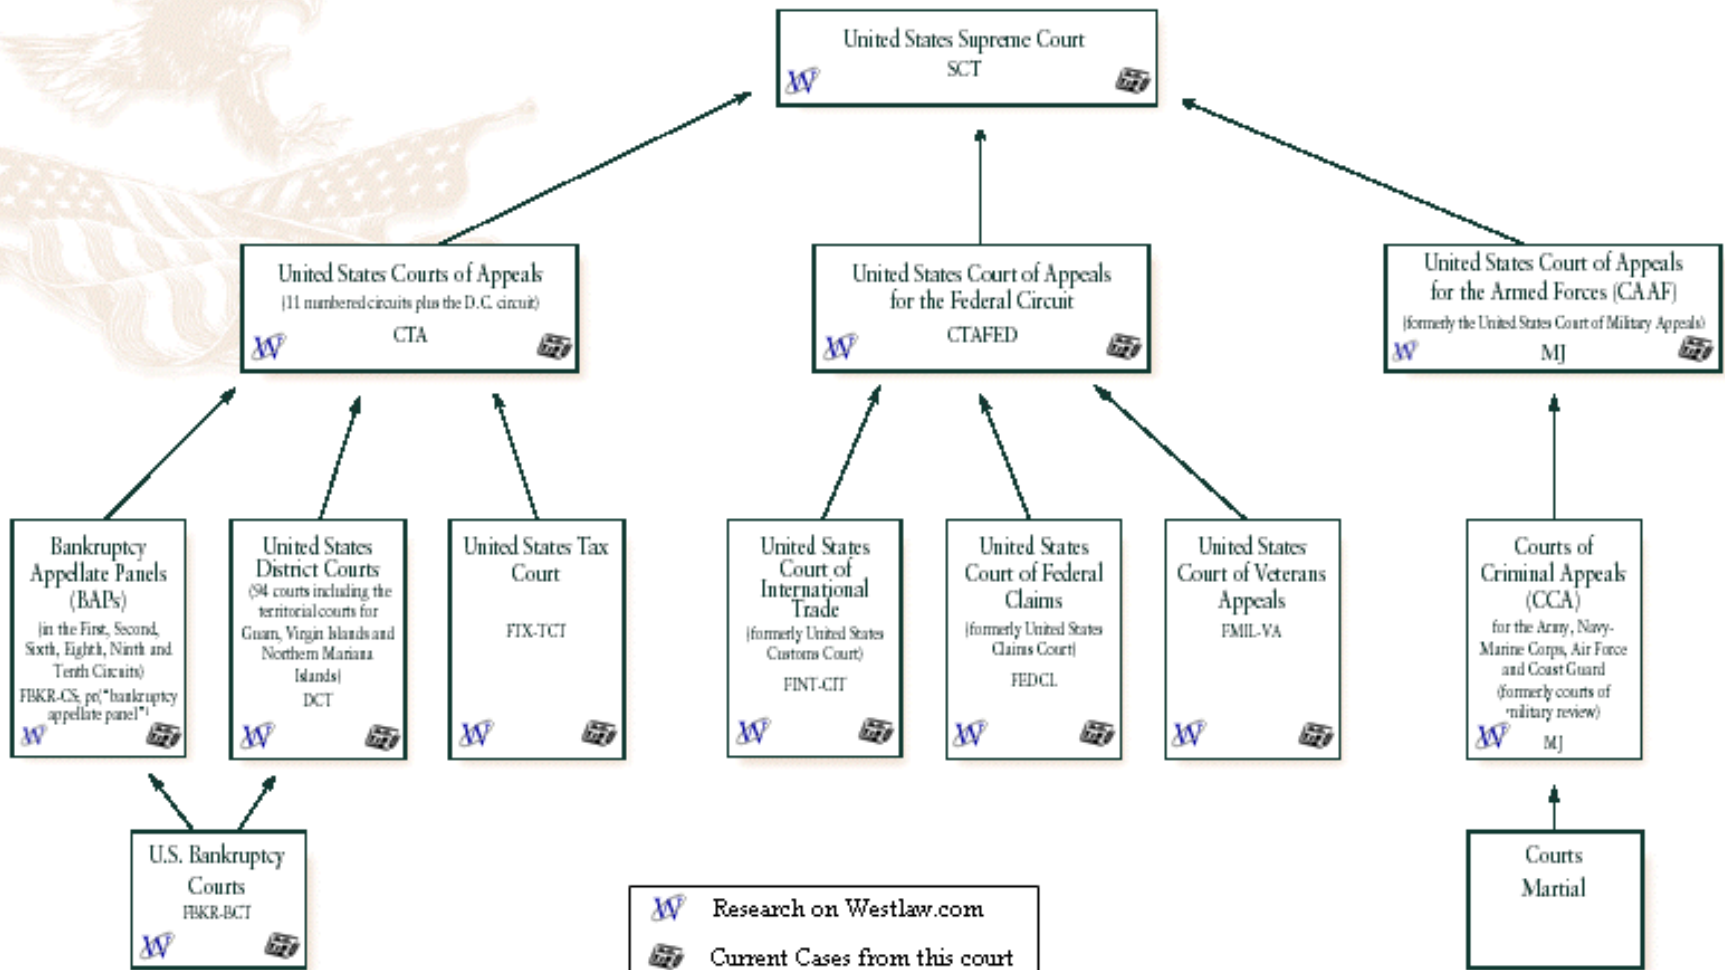 United States Supreme Court
SCT
United States Courts of Appeals
(11 numbered circuits plus the D.C. circuit)
CTA
United States Court of Appeals
for the Federal Circuit
CTAFED
United States Court of Appeals
for the Armed Forces (CAAF)
(formerly the United States Court of Military Appeals)
MJ
Bankruptcy
Appellate Panels
(BAPs)
(in the First, Second,
Sixth, Eighth, Ninth and
Tenth Circuits)
FBKR-CS; pr("bankruptcy
appellate panel")
United States
District Courts
(94 courts including the
territorial courts for
Guam, Virgin Islands and
Northern Mariana
Islands)
DCT
United States Tax
Court
FTX-TCT
United States
Court of
International
Trade
(formerly United States
Customs Court)
FINT-CIT
United States
Court of Federal
Claims
(formerly United States
Claims Court)
FEDCL
United States
Court of Veterans
Appeals
FMIL-VA
Courts of
Criminal Appeals
(CCA)
for the Army, Navy-
Marine Corps, Air Force
and Coast Guard
(formerly courts of
military review)
MJ
U.S. Bankruptcy
Courts
FBKR-BCT
Courts
Martial
W Research on Westlaw.com
Current Cases from this court